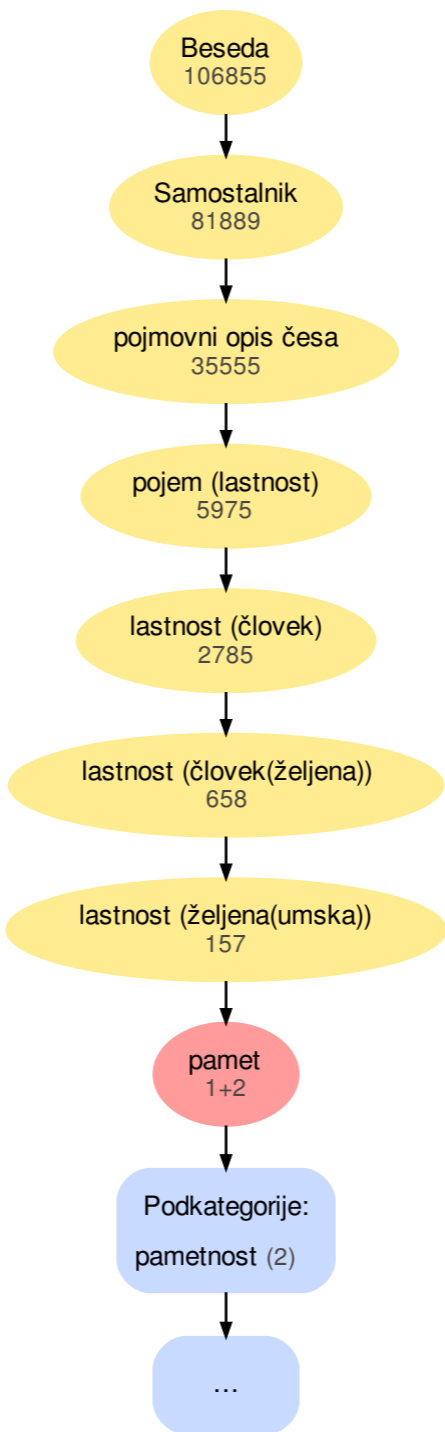 Beseda
106855
Samostalnik
81889
pojmovni opis česa
35555
pojem (lastnost)
5975
lastnost (človek)
2785
lastnost (človek(željena))
658
lastnost (željena(umska))
157
pamet
1+2
Podkategorije:
pametnost (2)
...